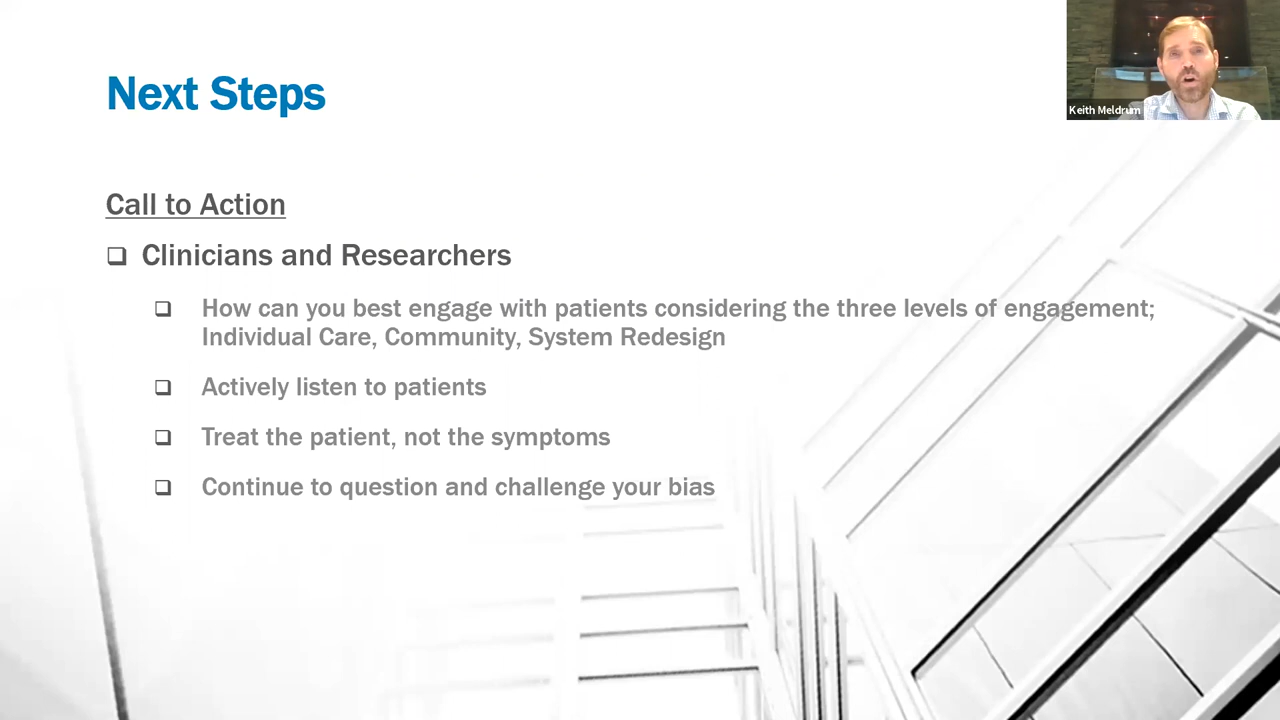 Next Steps
Keith Meldrum
Call to Action
Clinicians and Researchers
How can you best engage with patients considering the three levels of engagement;
Individual Care, Community, System Redesign
Actively listen to patients
Treat the patient, not the symptoms
Continue to question and challenge your bias